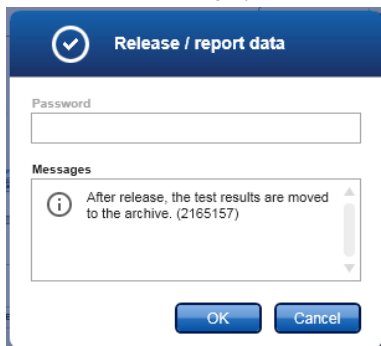 Release / report data
Password
Messages
After release, the test results are moved
to the archive. (2165157)
OK
Cancel